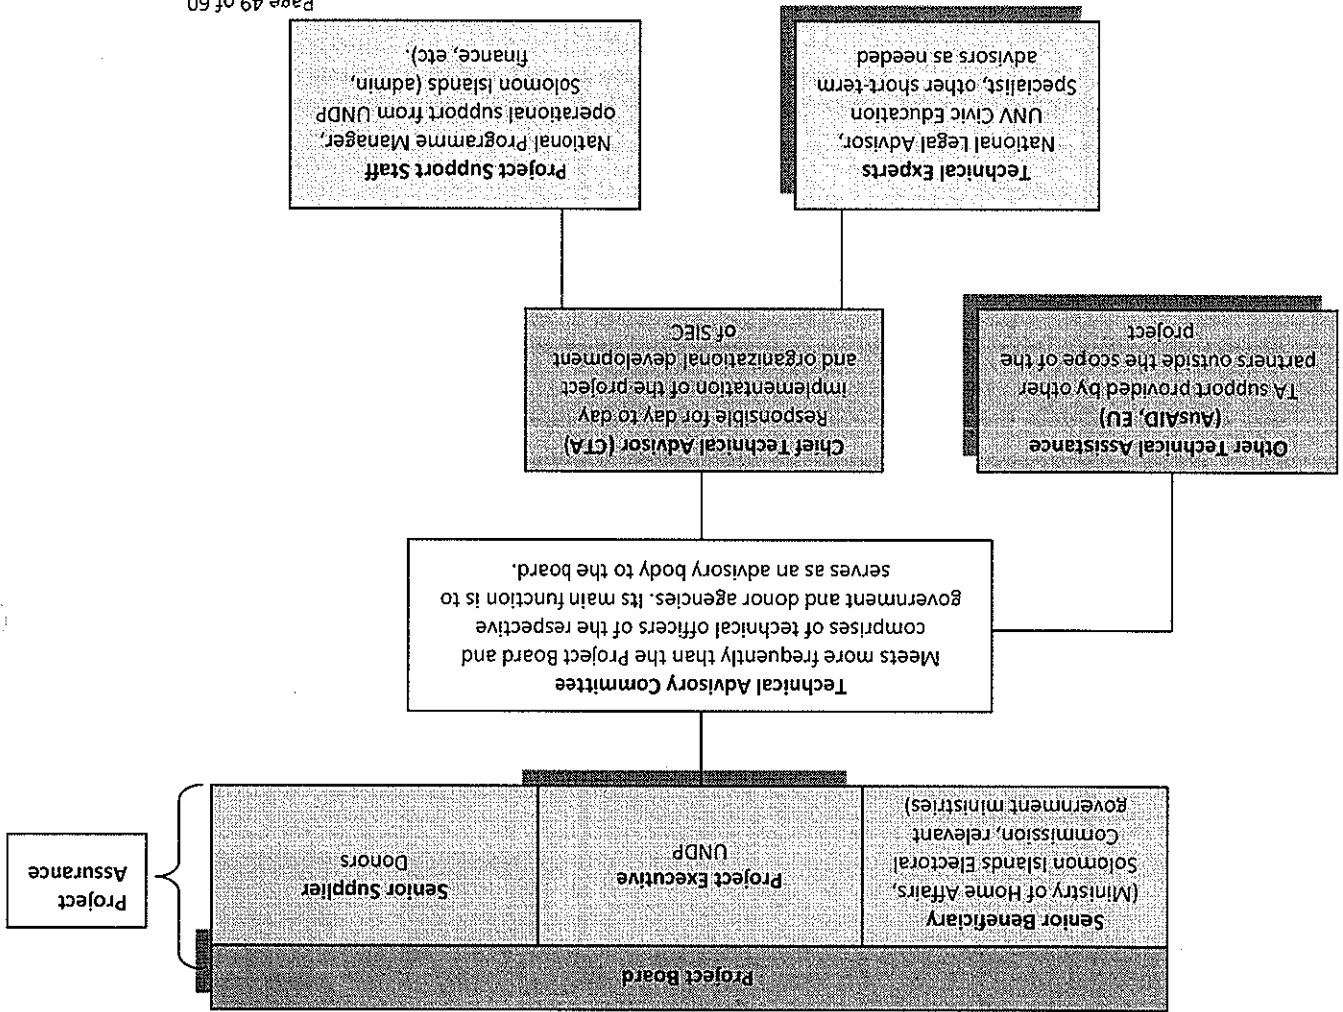 Project Board
Senior Beneficiary
(Ministry of Home Affairs,
Solomon Islands Electoral
Commission, relevant
government ministries)
Project Executive
UNDP
Senior Supplier
Donors
Project
Assurance
Technical Advisory Committee
Meets more frequently than the Project Board and
comprises of technical officers of the respective
government and donor agencies. Its main function is to
serves as an advisory body to the board.
Other Technical Assistance
(AusAID, EU)
TA support provided by other
partners outside the scope of the
project
Chief Technical Advisor (CTA)
Responsible for day to day
implementation of the project
and organizational development
of SIEC
Technical Experts
National Legal Advisor,
UNV Civic Education
Specialist, other short-term
advisors as needed
Project Support Staff
National Programme Manager,
operational support from UNDP
Solomon Islands (admin,
finance, etc).
Page 49 of 60